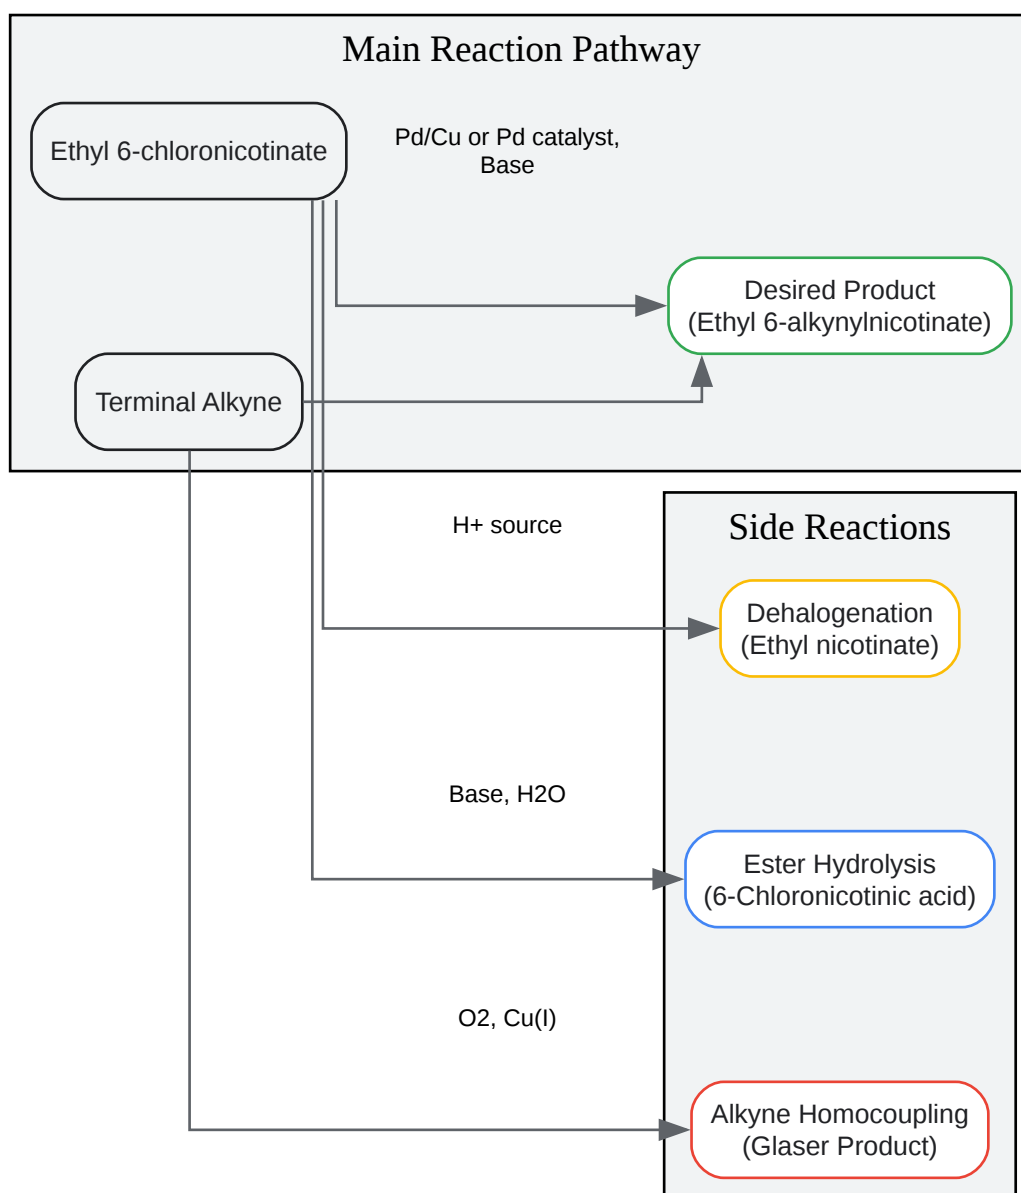 Main Reaction Pathway
Ethyl 6-chloronicotinate
Pd/Cu or Pd catalyst,
Base
Desired Product
(Ethyl 6-alkynylnicotinate)
Terminal Alkyne
H+ source
Side Reactions
Dehalogenation
(Ethyl nicotinate)
Base, H2O
Ester Hydrolysis
(6-Chloronicotinic acid)
O2, Cu(I)
Alkyne Homocoupling
(Glaser Product)